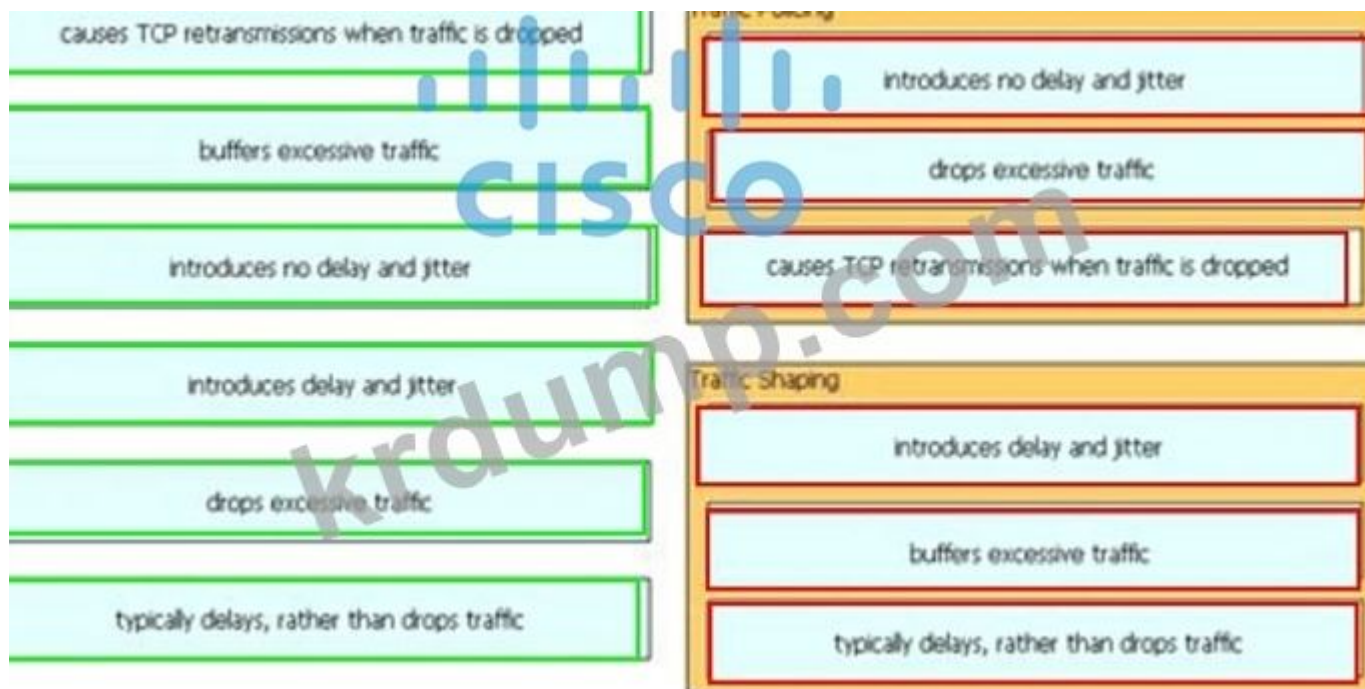 causes TCP retransmissions when traffic is dropped
buffers excessive traffic
introduces no delay and jitter
introduces delay and jitter
drops excessive traffic
typically delays, rather than drops traffic
Traffic Policing
introduces no delay and jitter
drops excessive traffic
causes TCP retransmissions when traffic is dropped
Traffic Shaping
introduces delay and jitter
buffers excessive traffic
typically delays, rather than drops traffic
CISCO
krdump.com